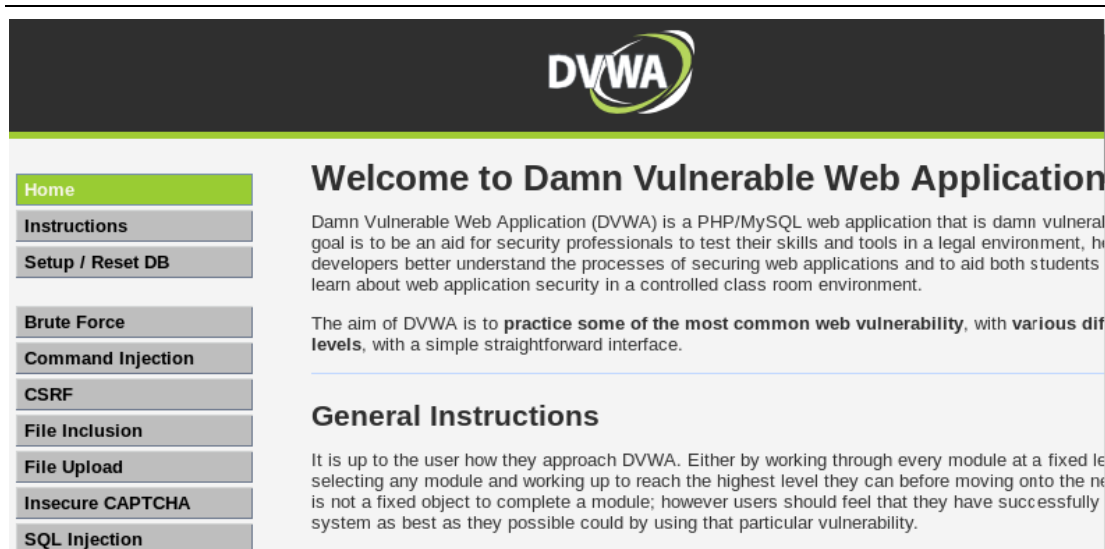 DVWA
Home
Instructions
Setup / Reset DB
Brute Force
Command Injection
CSRF
File Inclusion
File Upload
Insecure CAPTCHA
SQL Injection
Welcome to Damn Vulnerable Web Application
Damn Vulnerable Web Application (DVWA) is a PHP/MySQL web application that is damn
goal is to be an aid for security professionals to test their skills and tools in a legal environment,
developers better understand the processes of securing web applications and to aid both students
learn about web application security in a controlled class room environment.
The aim of DVWA is to practice some of the most common web vulnerability, with various
levels, with a simple straightforward interface.
General Instructions
It is up to the user how they approach DVWA. Either by working through every module at a fixed
selecting any module and working up to reach the highest level they can before moving onto the
is not a fixed object to complete a module; however users should feel that they have successfully
system as best as they possible could by using that particular vulnerability.